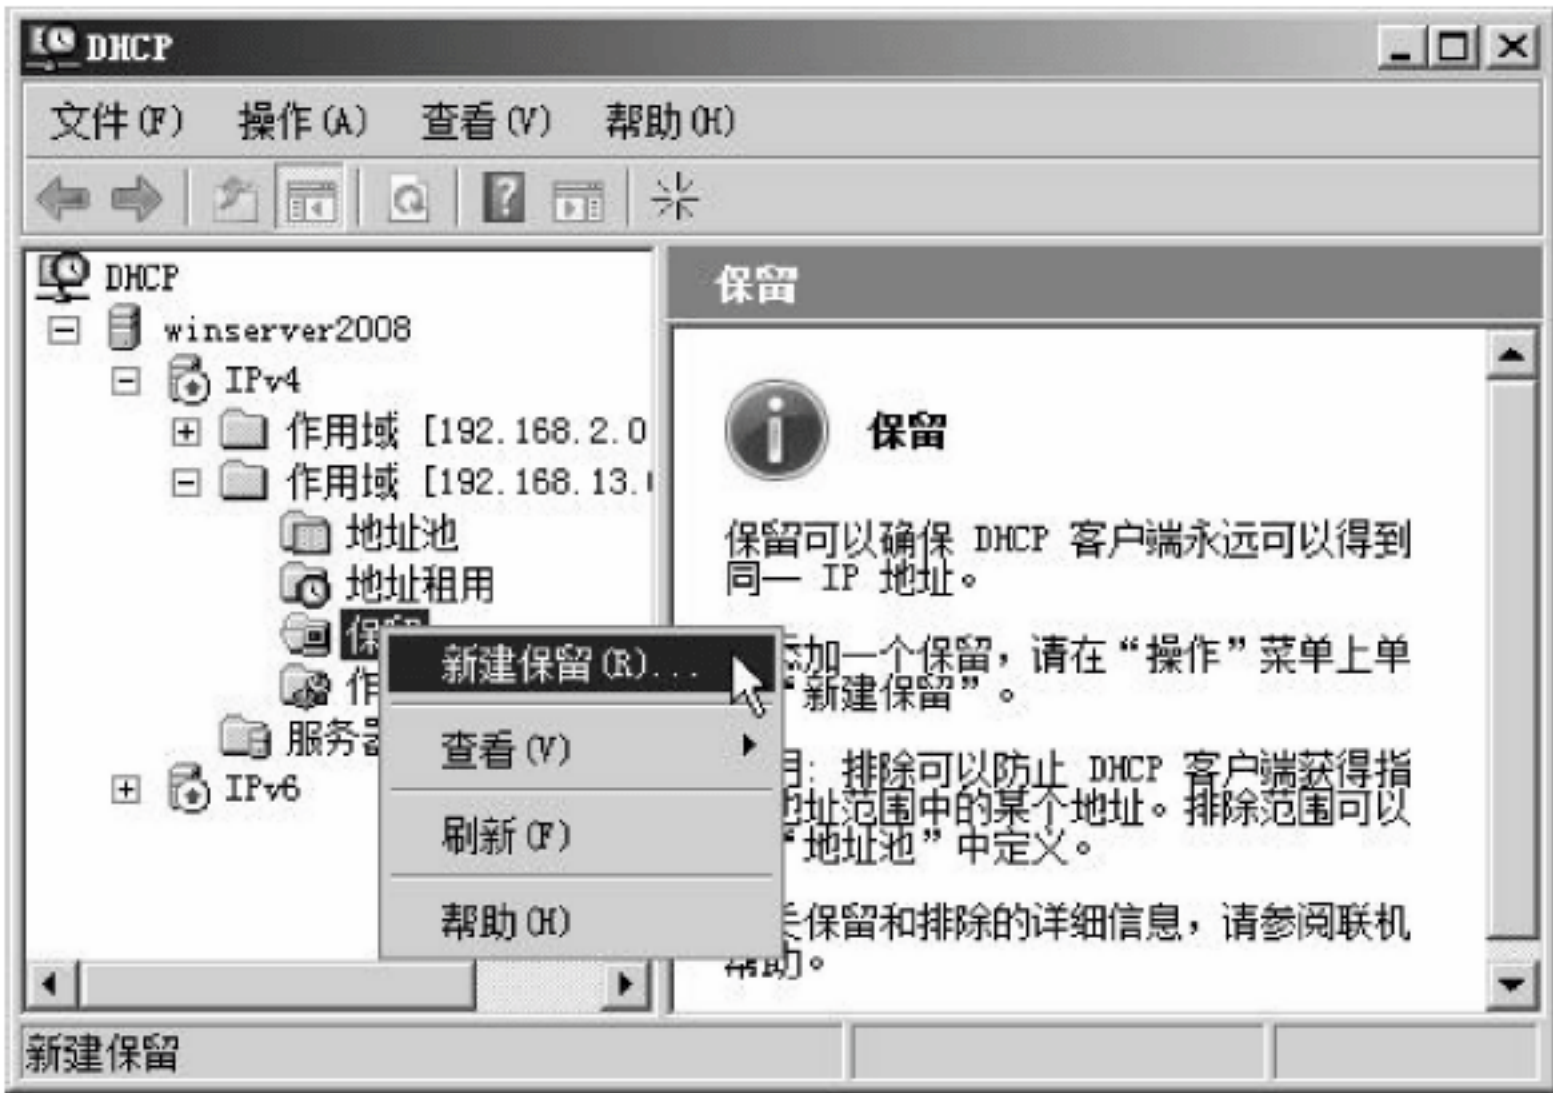 DHCP
文件(F) 操作(A) 查看(V) 帮助(H)
DHCP
winserver2008
IPv4
作用域 [192.168.2.0
作用域 [192.168.13.
地址池
地址租用
保留
作
服务器
IPv6
新建保留(R)...
查看(V)
刷新(F)
帮助(H)
保留
保留
保留可以确保 DHCP 客户端永远可以得到
同一 IP 地址。
添加一个保留，请在“操作”菜单上单
“新建保留”。
明: 排除可以防止 DHCP 客户端获得指
地址范围中的某个地址。排除范围可以
“地址池”中定义。
关保留和排除的详细信息，请参阅联机
帮助。
新建保留